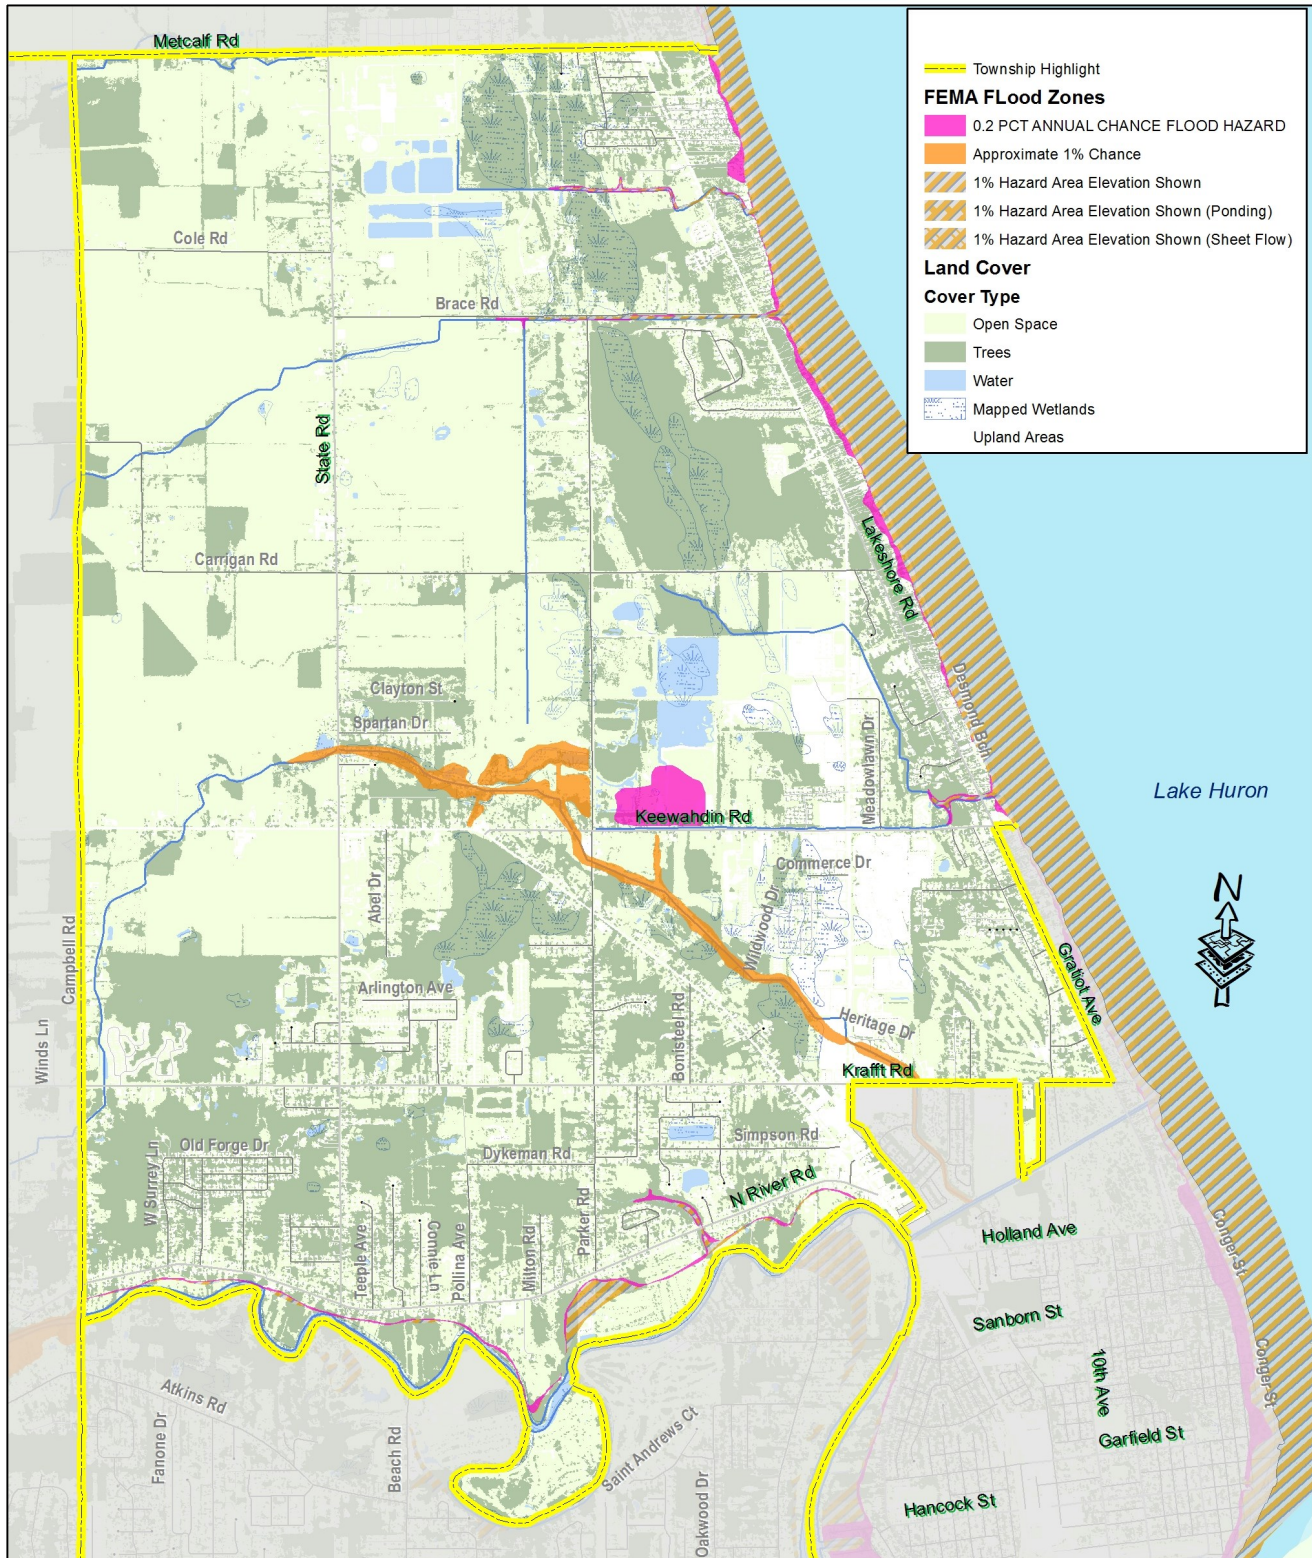 Metcalf Rd
Township Highlight
FEMA FLood Zones
0.2 PCT ANNUAL CHANCE FLOOD HAZARD
Approximate 1% Chance
1% Hazard Area Elevation Shown
1% Hazard Area Elevation Shown (Ponding)
1% Hazard Area Elevation Shown (Sheet Flow)
Land Cover
Cover Type
Open Space
Trees
Water
Mapped Wetlands
Upland Areas
Cole Rd
Brace Rd
State Rd
Carrigan Rd
Lakeshore Rd
Clayton St
Spartan Dr
Desmond Bch
Meadowlawn Dr
Lake Huron
Keewahdin Rd
Commerce Dr
Abel Dr
Wildwood Dr
N
Campbell Rd
Arlington Ave
Gratiot Ave
Winds Ln
Bonisteel Rd
Heritage Dr
Krafft Rd
Old Forge Dr
W Surrey Ln
Dykeman Rd
Simpson Rd
N River Rd
Parker Rd
Teeple Ave
Connie Ln
Pollina Ave
Milton Rd
Holland Ave
Conger St
Sanborn St
Conger St
10th Ave
Atkins Rd
Fanone Dr
Beach Rd
Saint Andrews Ct
Oakwood Dr
Garfield St
Hancock St